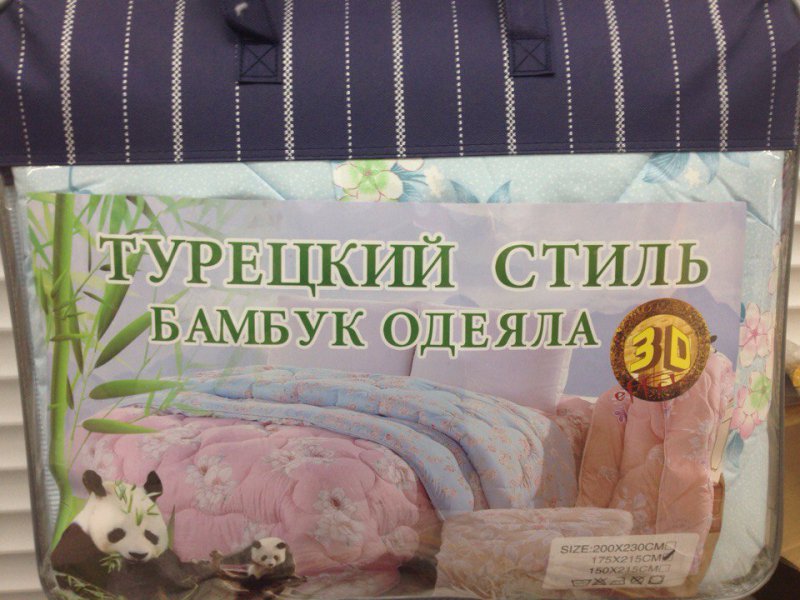 ТУРЕЦКИЙ СТИЛЬ
БАМБУК ОДЕЯЛА
3D
SIZE:200X230CM
175X215CM
150X215CM